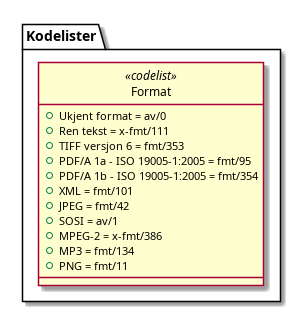 Kodelister
«codelist»
Format
Ukjent format = av/0
Ren tekst = x-fmt/111
TIFF versjon 6 = fmt/353
PDF/A 1a - ISO 19005-1:2005 = fmt/95
PDF/A 1b - ISO 19005-1:2005 = fmt/354
XML = fmt/101
JPEG = fmt/42
SOSI = av/1
MPEG-2 = x-fmt/386
MP3 = fmt/134
PNG = fmt/11